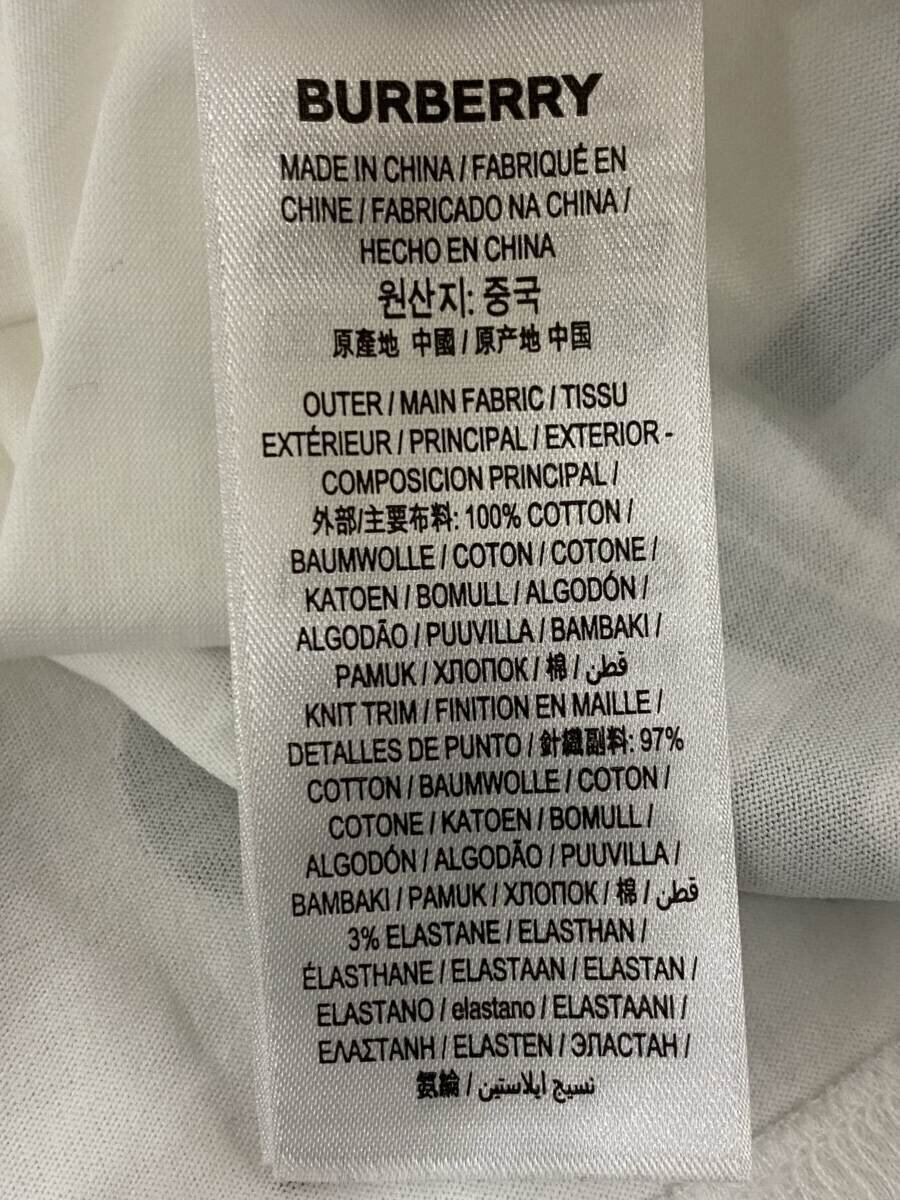 BURBERRY
MADE IN CHINA / FABRIQUÉ EN
CHINE / FABRICADO NA CHINA /
HECHO EN CHINA
원산지: 중국
原產地 中國 / 原产地 中国
OUTER / MAIN FABRIC / TISSU
EXTÉRIEUR / PRINCIPAL / EXTERIOR -
COMPOSICION PRINCIPAL /
外部/主要布料: 100% COTTON /
BAUMWOLLE / COTON / COTONE /
KATOEN / BOMULL / ALGODÓN /
ALGODÃO / PUUVILLA / BAMBAKI /
PAMUK / ХЛОПОК / 棉 / قطن
KNIT TRIM / FINITION EN MAILLE /
DETALLES DE PUNTO / 針織副料: 97%
COTTON / BAUMWOLLE / COTON /
COTONE / KATOEN / BOMULL /
ALGODÓN / ALGODÃO / PUUVILLA /
BAMBAKI / PAMUK / ХЛОПОК / 棉 / قطن
3% ELASTANE / ELASTHAN /
ÉLASTHANE / ELASTAAN / ELASTAN /
ELASTANO / elastano / ELASTAANI /
ΕΛΑΣΤΑΝΗ / ELASTEN / ЭЛАСТАН /
氨綸 / نسيج ايلاستين